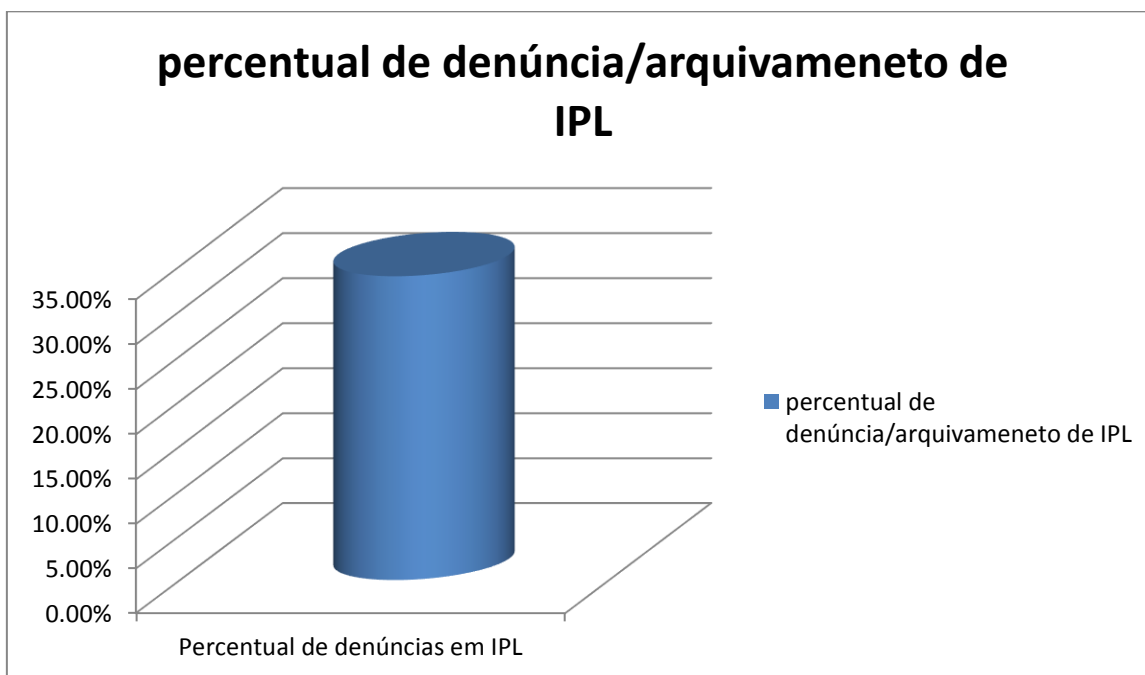 percentual de denúncia/arquivameneto de
IPL
35.00%
30.00%
25.00%
20.00%
15.00%
10.00%
5.00%
0.00%
Percentual de denúncias em IPL
percentual de
denúncia/arquivameneto de IPL